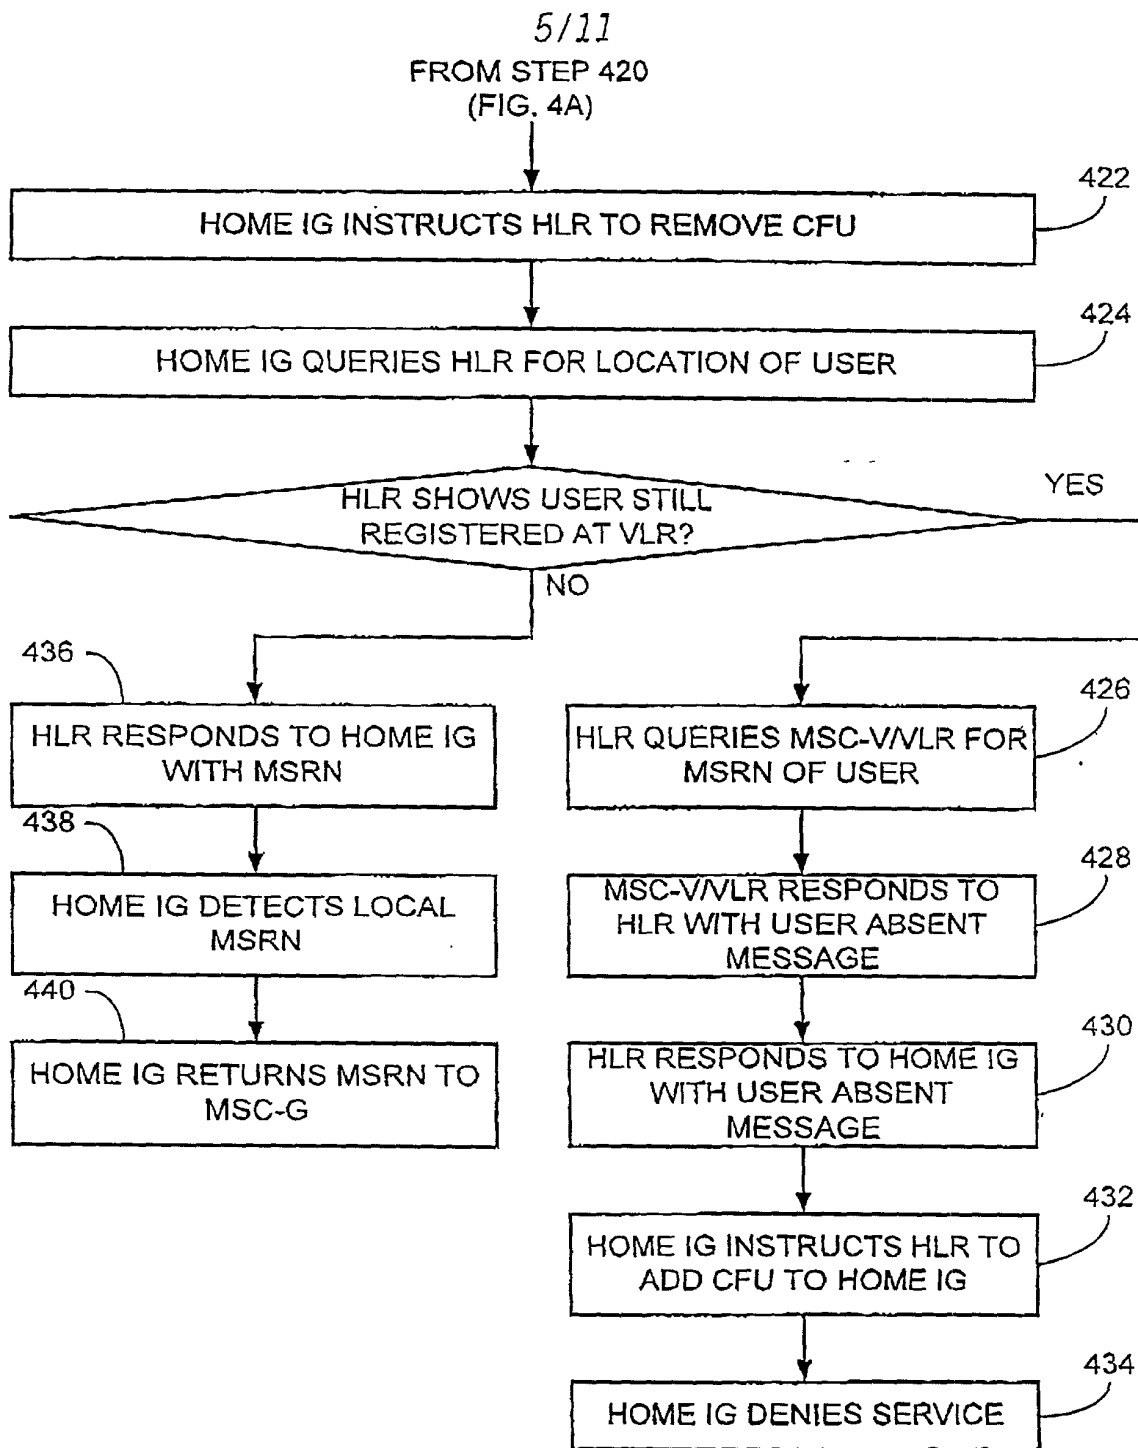 5/11
FROM STEP 420
(FIG. 4A)
422
HOME IG INSTRUCTS HLR TO REMOVE CFU
424
HOME IG QUERIES HLR FOR LOCATION OF USER
YES
HLR SHOWS USER STILL
REGISTERED AT VLR?
NO
436
HLR RESPONDS TO HOME IG
WITH MSRN
438
HOME IG DETECTS LOCAL
MSRN
440
HOME IG RETURNS MSRN TO
MSC-G
426
HLR QUERIES MSC-V/VLR FOR
MSRN OF USER
428
MSC-V/VLR RESPONDS TO
HLR WITH USER ABSENT
MESSAGE
430
HLR RESPONDS TO HOME IG
WITH USER ABSENT
MESSAGE
432
HOME IG INSTRUCTS HLR TO
ADD CFU TO HOME IG
434
HOME IG DENIES SERVICE